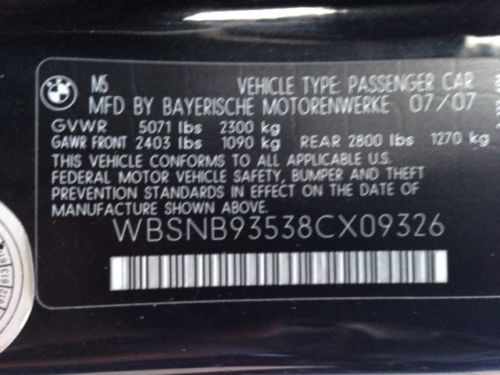 M5 VEHICLE TYPE: PASSENGER CAR
MFD BY BAYERISCHE MOTORENWERKE 07/07
GVWR 5071 lbs 2300 kg
GAWR FRONT 2403 lbs 1090 kg REAR 2800 lbs 1270 kg
THIS VEHICLE CONFORMS TO ALL APPLICABLE U.S.
FEDERAL MOTOR VEHICLE SAFETY, BUMPER AND THEFT
PREVENTION STANDARDS IN EFFECT ON THE DATE OF
MANUFACTURE SHOWN ABOVE.
WBSNB93538CX09326